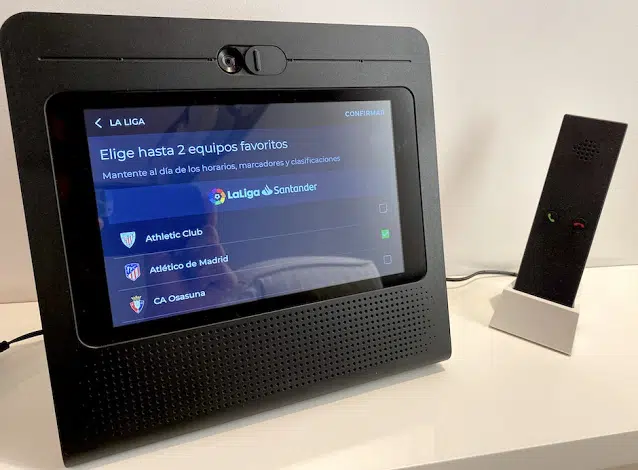 LA LIGA
CONFIRMAR
Elige hasta 2 equipos favoritos
Mantente al día de los horarios, marcadores y clasificaciones
LaLiga Santander
Athletic Club
Atlético de Madrid
CA Osasuna